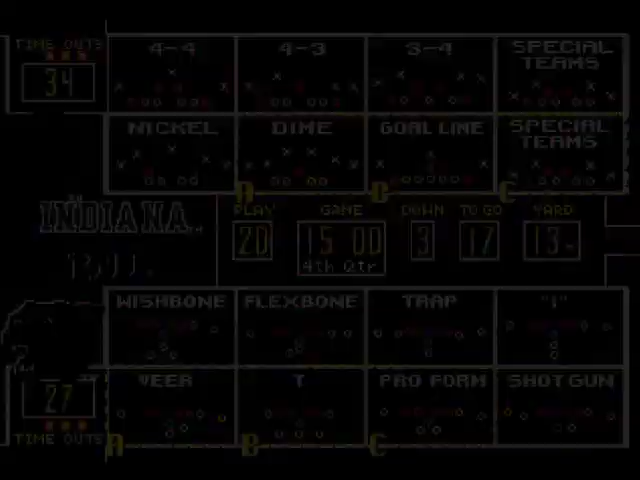 TIME OUTS
34
4-4
4-3
3-4
SPECIAL
TEAMS
NICKEL
DIME
GOAL LINE
SPECIAL
TEAMS
A
B
C
INDIANA
PLAY
GAME
DOWN
TO GO
YARD
20
15 00
3
17
13
4th Qtr
WISHBONE
FLEXBONE
TRAP
"I"
VEER
T
PRO FORM
SHOTGUN
27
TIME OUTS
A
B
C